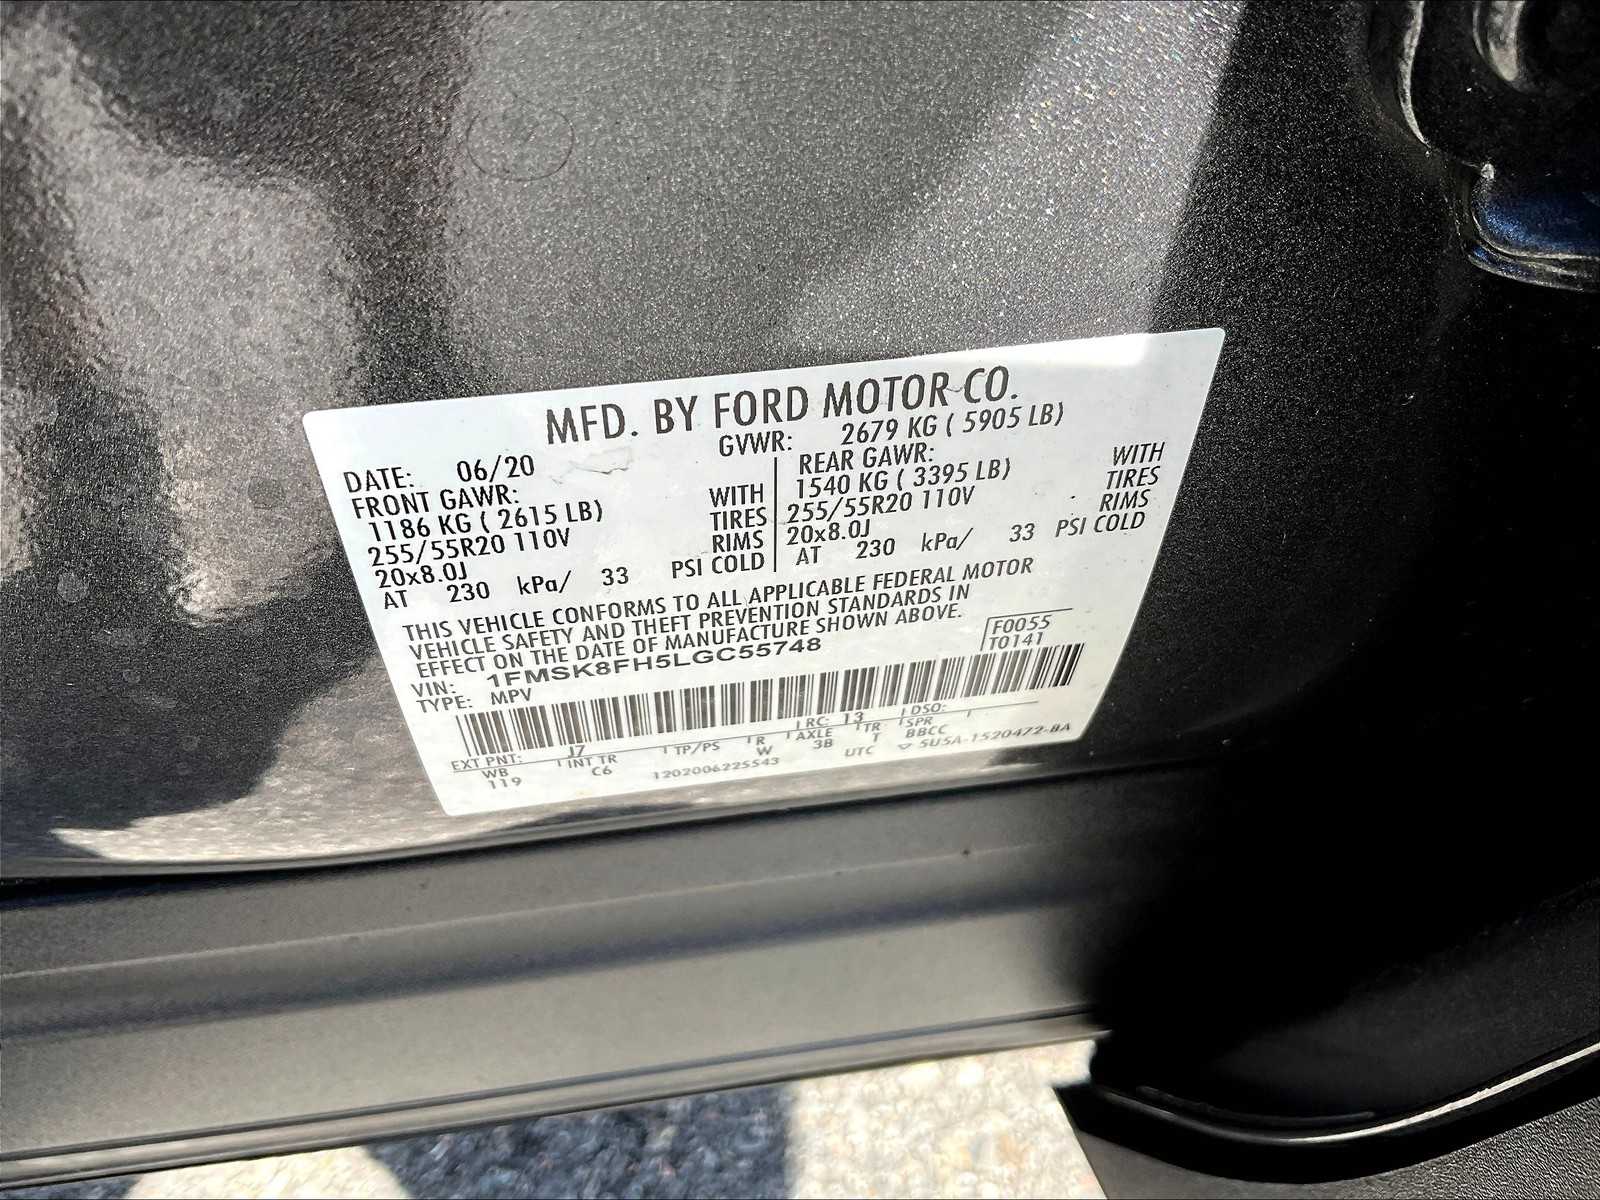 MFD. BY FORD MOTOR CO.
DATE: 06/20 GVWR: 2679 KG ( 5905 LB)
FRONT GAWR: REAR GAWR:
1186 KG ( 2615 LB) WITH 1540 KG ( 3395 LB) WITH
255/55R20 110V TIRES 255/55R20 110V TIRES
20x8.0J RIMS 20x8.0J RIMS
AT 230 kPa/ 33 PSI COLD AT 230 kPa/ 33 PSI COLD
THIS VEHICLE CONFORMS TO ALL APPLICABLE FEDERAL MOTOR
VEHICLE SAFETY AND THEFT PREVENTION STANDARDS IN
EFFECT ON THE DATE OF MANUFACTURE SHOWN ABOVE.
VIN: 1FMSK8FH5LGC55748 F0055
TYPE: MPV T0141
EXT PNT: J7 RC: 13 DSO:
WB INT TR TP/PS R AXLE TR SPR
119 C6 W 3B T BBCC
1202006225543 UTC ▽ 5U5A-1520472-BA